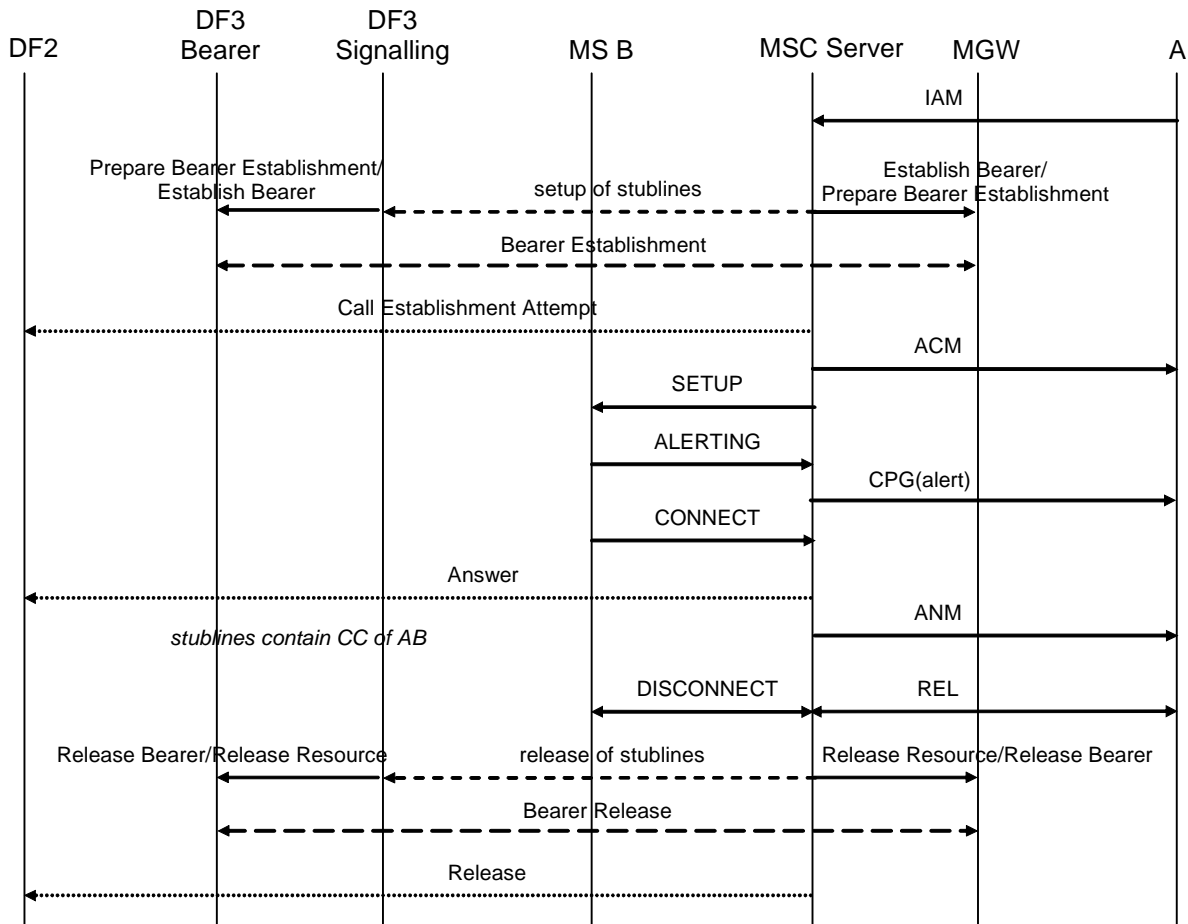 DF2
DF3
Bearer
DF3
Signalling
MS B
MSC Server
MGW
A
IAM
Prepare Bearer Establishment/
Establish Bearer
setup of stublines
Establish Bearer/
Prepare Bearer Establishment
Bearer Establishment
Call Establishment Attempt
ACM
SETUP
ALERTING
CPG(alert)
CONNECT
Answer
ANM
stublines contain CC of AB
DISCONNECT
REL
Release Bearer/Release Resource
release of stublines
Release Resource/Release Bearer
Bearer Release
Release